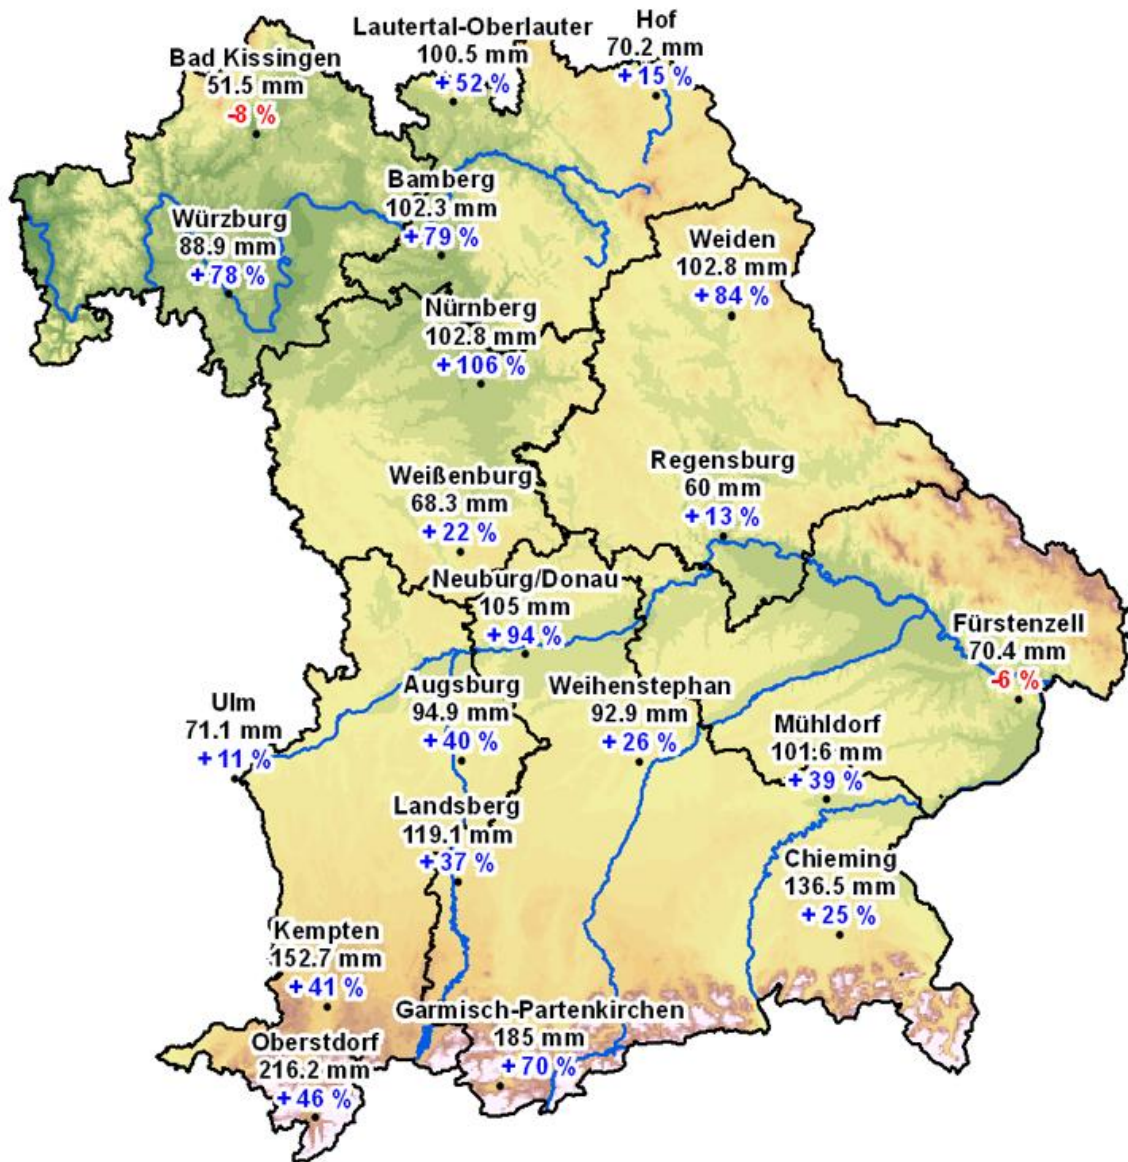 Hof
70.2 mm
+15 %
Lautertal-Oberlauter
100.5 mm
+52 %
Bad Kissingen
51.5 mm
-8 %
Bamberg
102.3 mm
+79 %
Würzburg
88.9 mm
+78 %
Weiden
102.8 mm
+84 %
Nürnberg
102.8 mm
+106 %
Weißenburg
68.3 mm
+22 %
Regensburg
60 mm
+13 %
Neuburg/Donau
105 mm
+94 %
Fürstenzell
70.4 mm
-6 %
Augsburg
94.9 mm
+40 %
Weihenstephan
92.9 mm
+26 %
Ulm
71.1 mm
+11 %
Mühldorf
101.6 mm
+39 %
Landsberg
119.1 mm
+37 %
Chieming
136.5 mm
+25 %
Kempten
152.7 mm
+41 %
Garmisch-Partenkirchen
185 mm
+70 %
Oberstdorf
216.2 mm
+46 %